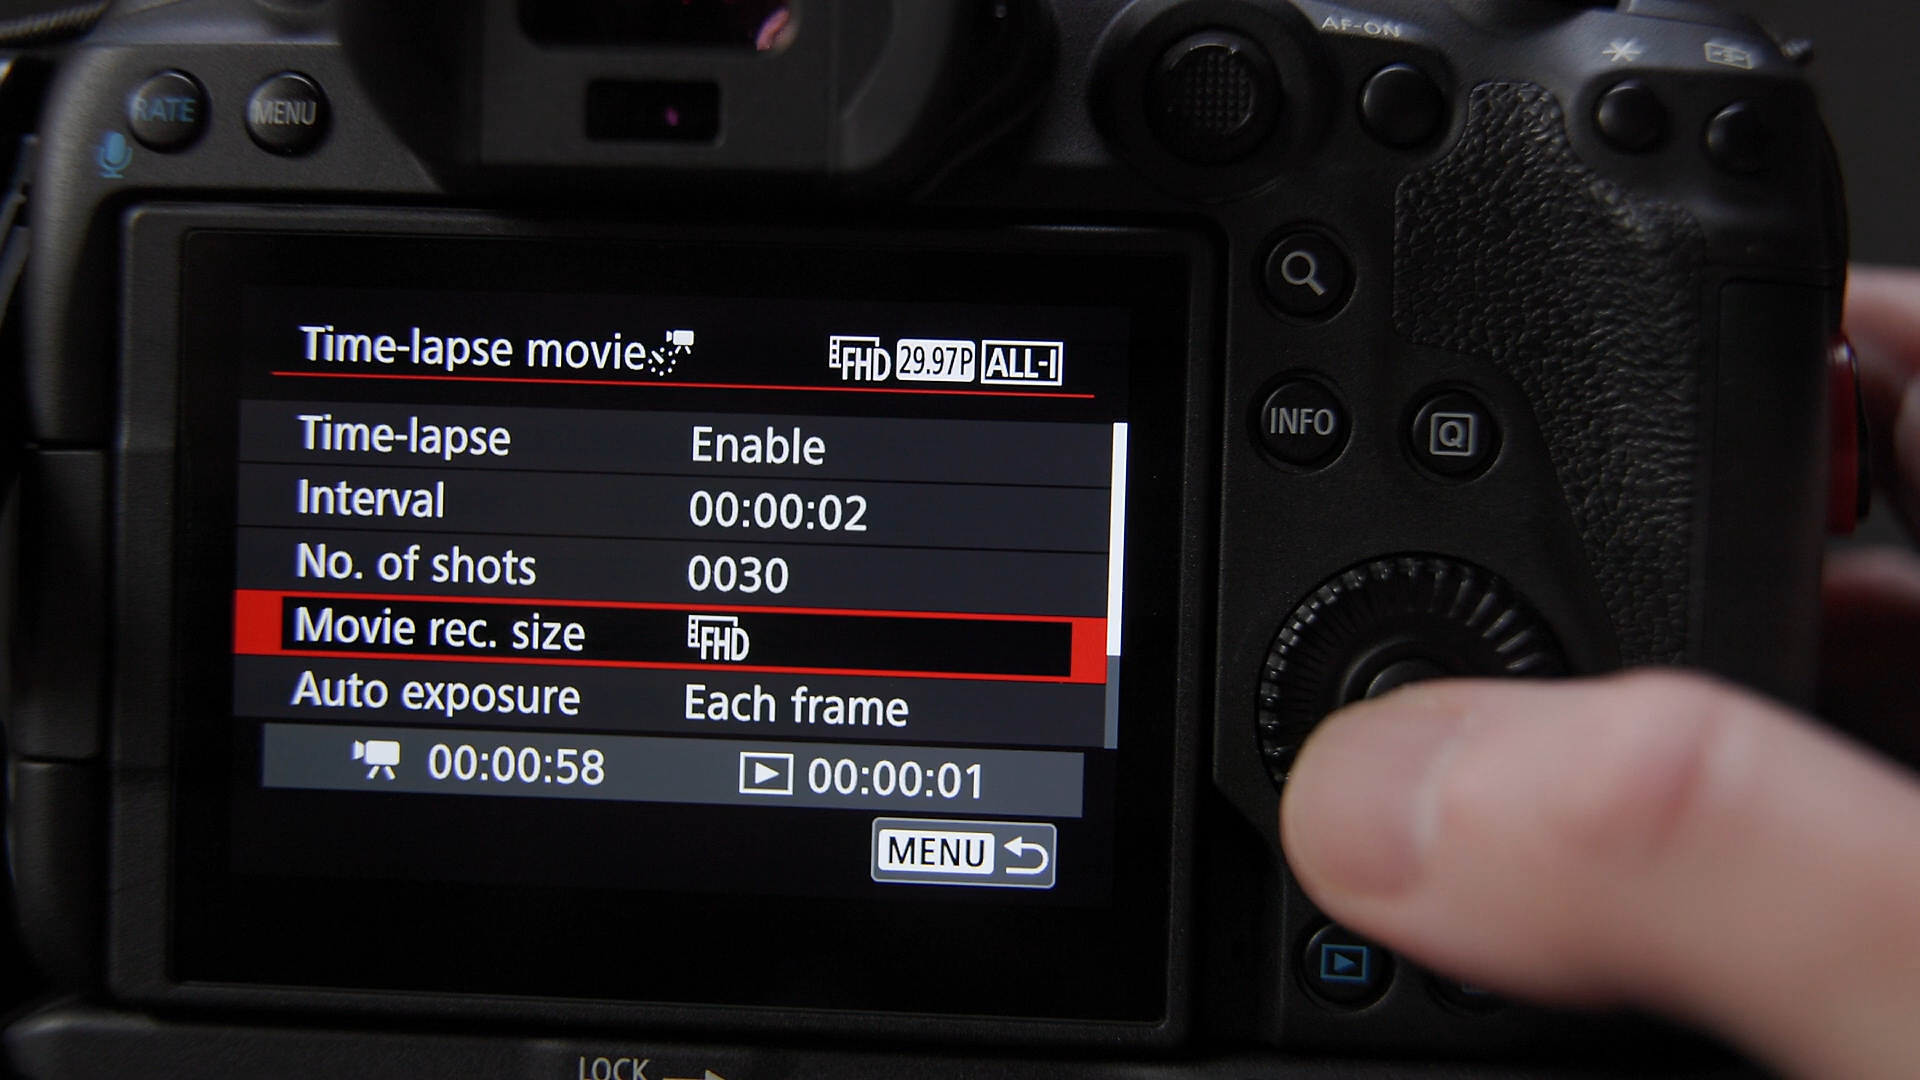 AF-ON
RATE MENU
Time-lapse movie FHD 29.97P ALL-I
Time-lapse Enable
Interval 00:00:02
No. of shots 0030
Movie rec. size FHD
Auto exposure Each frame
00:00:58 00:00:01
MENU
INFO Q
LOCK